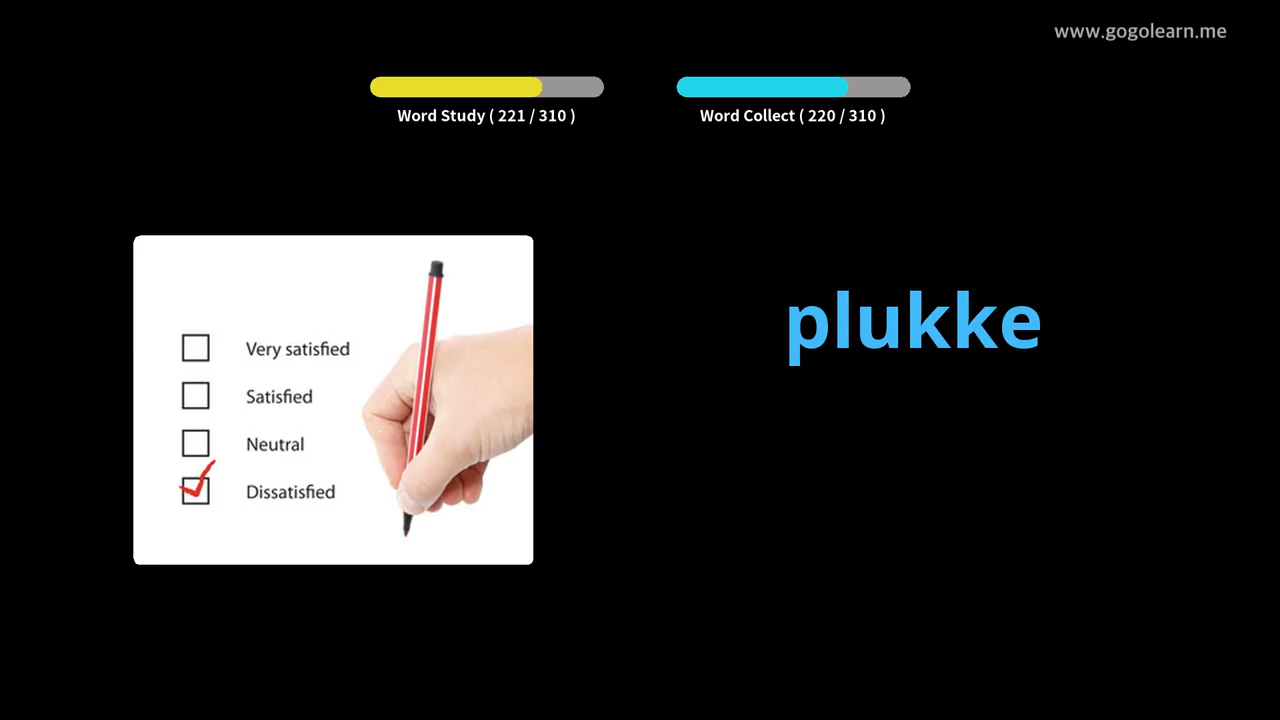 www.gogolearn.me
Word Study ( 221 / 310 )
Word Collect ( 220 / 310 )
plukke
Very satisfied
Satisfied
Neutral
Dissatisfied